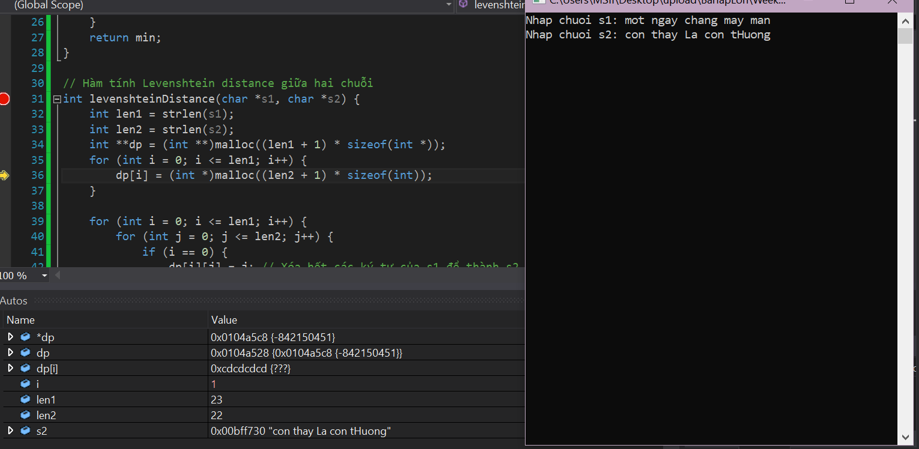 (Global Scope)
levenshtein
26 }
27 return min;
28 }
29
30 // Hàm tính Levenshtein distance giữa hai chuỗi
31 int levenshteinDistance(char *s1, char *s2) {
32 int len1 = strlen(s1);
33 int len2 = strlen(s2);
34 int **dp = (int **)malloc((len1 + 1) * sizeof(int *));
35 for (int i = 0; i <= len1; i++) {
36 dp[i] = (int *)malloc((len2 + 1) * sizeof(int));
37 }
38
39 for (int i = 0; i <= len1; i++) {
40 for (int j = 0; j <= len2; j++) {
41 if (i == 0) {
42 dp[i][j] = j; // Xóa hết các ký tự của s1 để thành s2
100 %
Autos
Name Value
*dp 0x0104a5c8 {-842150451}
dp 0x0104a528 {0x0104a5c8 {-842150451}}
dp[i] 0xcdcdcdcd {???}
i 1
len1 23
len2 22
s2 0x00bff730 "con thay La con tHuong"
Nhap chuoi s1: mot ngay chang may man
Nhap chuoi s2: con thay La con tHuong